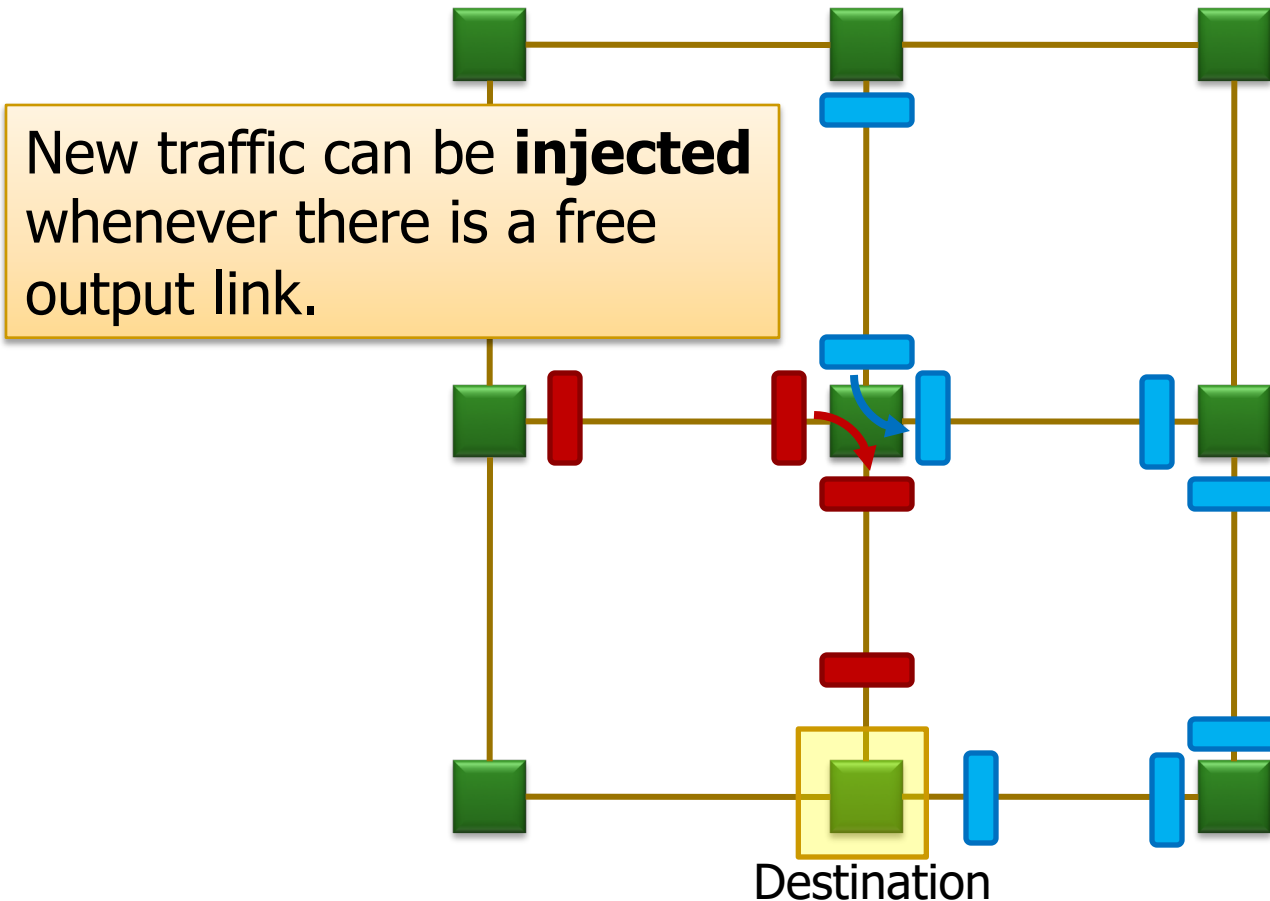 New traffic can be injected
whenever there is a free
output link.
Destination